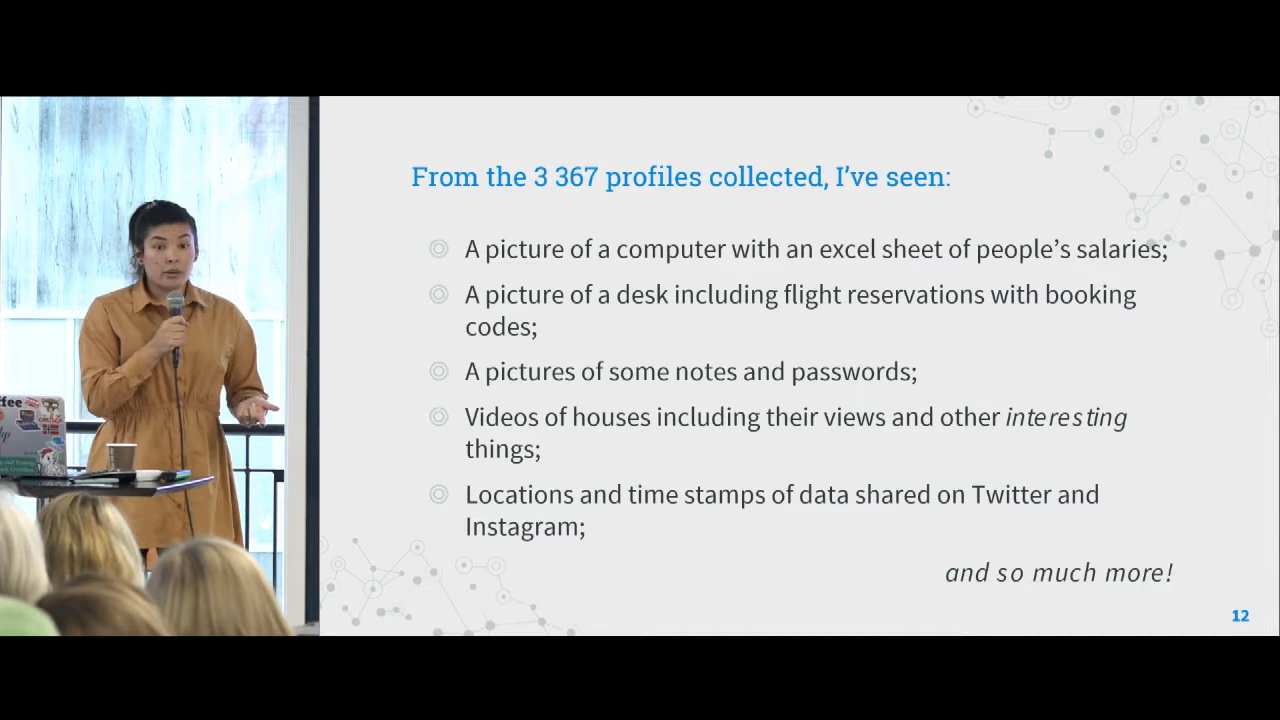 From the 3 367 profiles collected, I've seen:
A picture of a computer with an excel sheet of people's salaries;
A picture of a desk including flight reservations with booking
codes;
A pictures of some notes and passwords;
Videos of houses including their views and other interesting
things;
Locations and time stamps of data shared on Twitter and
Instagram;
and so much more!
12